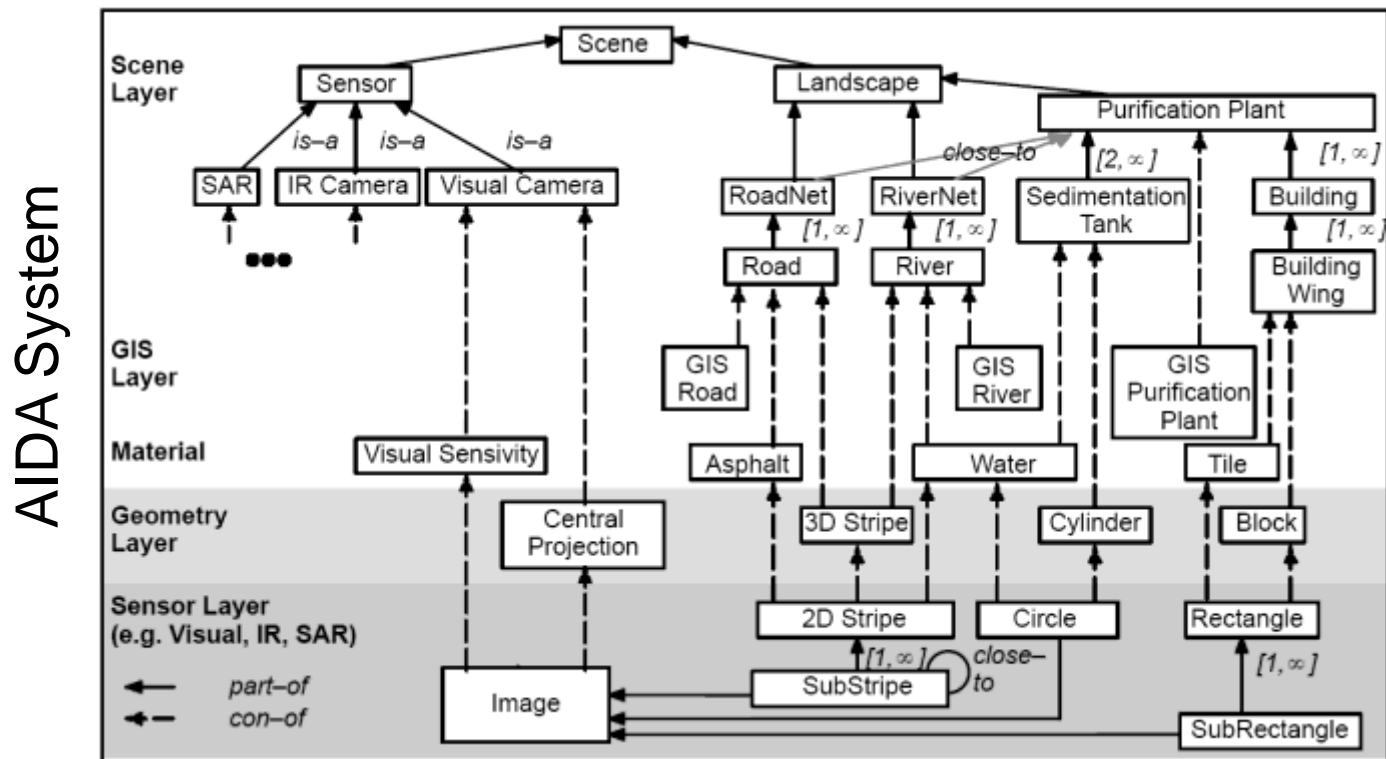 AIDA System
Scene
Layer
Scene
Sensor
Landscape
Purification Plant
is–a
is–a
is–a
close–to
[2, ∞]
[1, ∞]
SAR
IR Camera
Visual Camera
RoadNet
RiverNet
Sedimentation
Tank
Building
[1, ∞]
[1, ∞]
[1, ∞]
Road
River
Building
Wing
GIS
Layer
GIS
Road
GIS
River
GIS
Purification
Plant
Material
Visual Sensivity
Asphalt
Water
Tile
Geometry
Layer
Central
Projection
3D Stripe
Cylinder
Block
Sensor Layer
(e.g. Visual, IR, SAR)
2D Stripe
Circle
Rectangle
[1, ∞]
close–
to
[1, ∞]
part–of
con–of
Image
SubStripe
SubRectangle